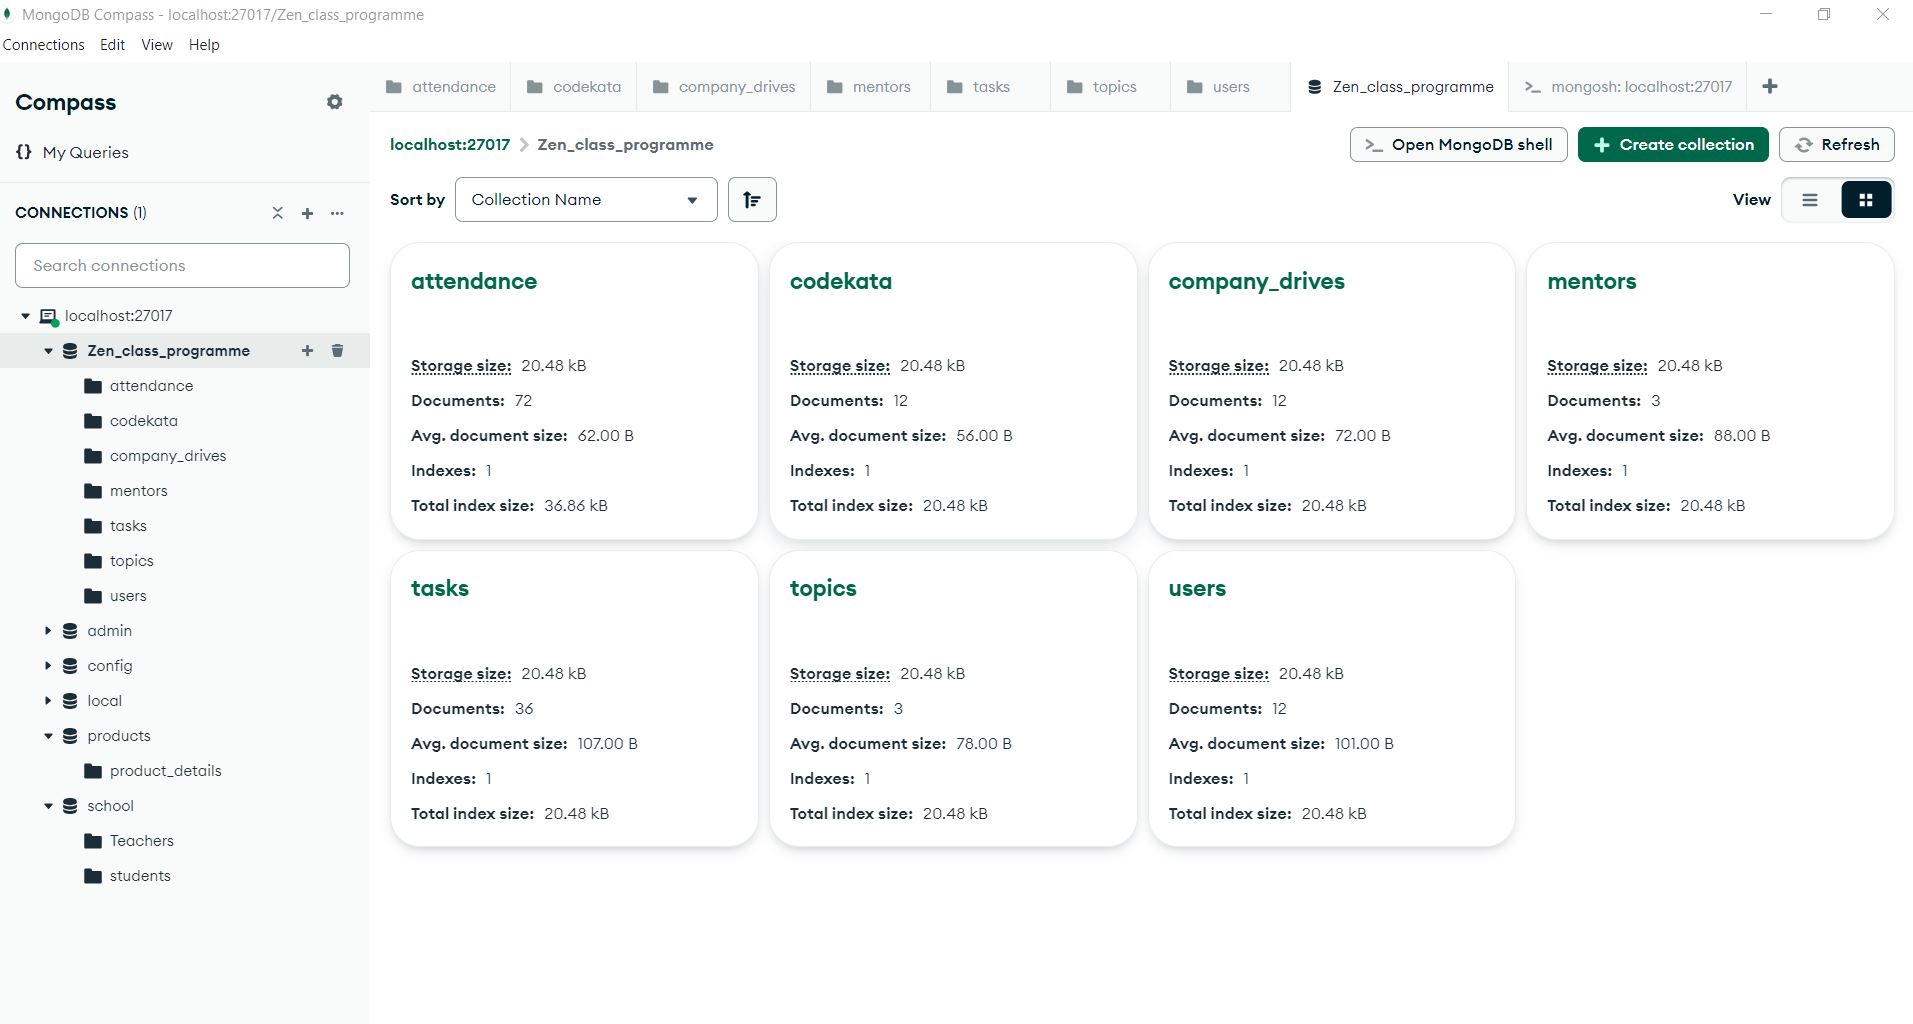 MongoDB Compass - localhost:27017/Zen_class_programme
Connections Edit View Help
Compass
{} My Queries
CONNECTIONS (1)
Search connections
localhost:27017
Zen_class_programme
attendance
codekata
company_drives
mentors
tasks
topics
users
admin
config
local
products
product_details
school
Teachers
students
attendance codekata company_drives mentors tasks topics users Zen_class_programme >_ mongosh: localhost:27017 +
localhost:27017 > Zen_class_programme
>_ Open MongoDB shell + Create collection Refresh
Sort by Collection Name View
attendance
Storage size: 20.48 kB
Documents: 72
Avg. document size: 62.00 B
Indexes: 1
Total index size: 36.86 kB
codekata
Storage size: 20.48 kB
Documents: 12
Avg. document size: 56.00 B
Indexes: 1
Total index size: 20.48 kB
company_drives
Storage size: 20.48 kB
Documents: 12
Avg. document size: 72.00 B
Indexes: 1
Total index size: 20.48 kB
mentors
Storage size: 20.48 kB
Documents: 3
Avg. document size: 88.00 B
Indexes: 1
Total index size: 20.48 kB
tasks
Storage size: 20.48 kB
Documents: 36
Avg. document size: 107.00 B
Indexes: 1
Total index size: 20.48 kB
topics
Storage size: 20.48 kB
Documents: 3
Avg. document size: 78.00 B
Indexes: 1
Total index size: 20.48 kB
users
Storage size: 20.48 kB
Documents: 12
Avg. document size: 101.00 B
Indexes: 1
Total index size: 20.48 kB